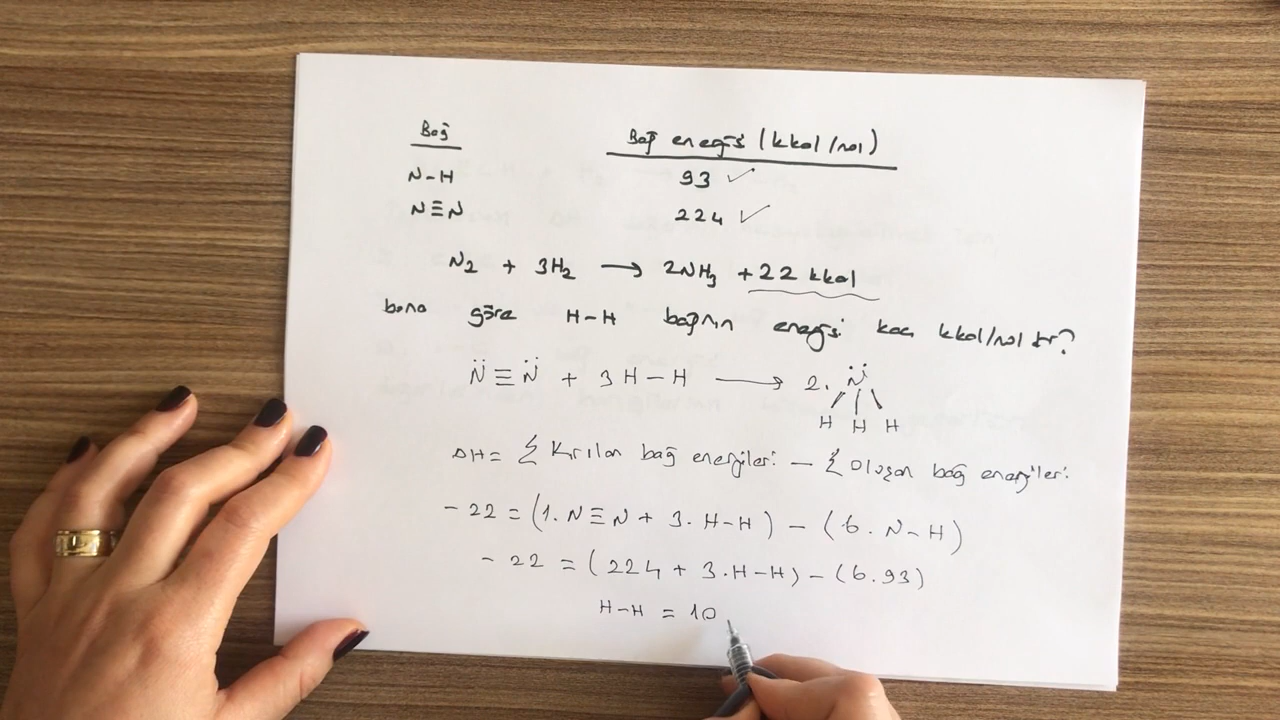 Bağ Bağ enerjisi (kkal/mol)
N-H 93 ✓
N≡N 224 ✓
N₂ + 3H₂ → 2NH₃ + 22 kkal
buna göre H-H bağının enerjisi kaç kkal/mol dür?
N̈≡N̈ + 3 H-H → 2. N̈
H H H
ΔH = Σ Kırılan bağ enerjileri - Σ Oluşan bağ enerjileri
- 22 = (1. N≡N + 3. H-H) - (6. N-H)
- 22 = (224 + 3.H-H) - (6.93)
H-H = 10